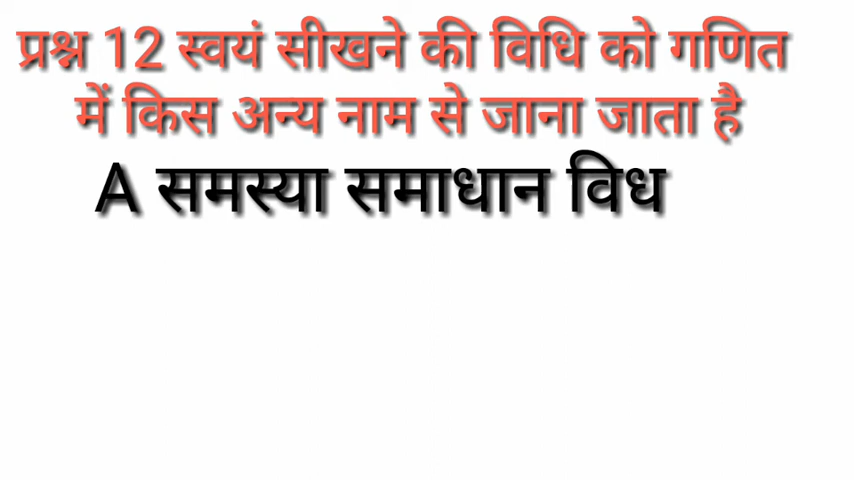 प्रश्न 12 स्वयं सीखने की विधि को गणित
में किस अन्य नाम से जाना जाता है
A समस्या समाधान विध